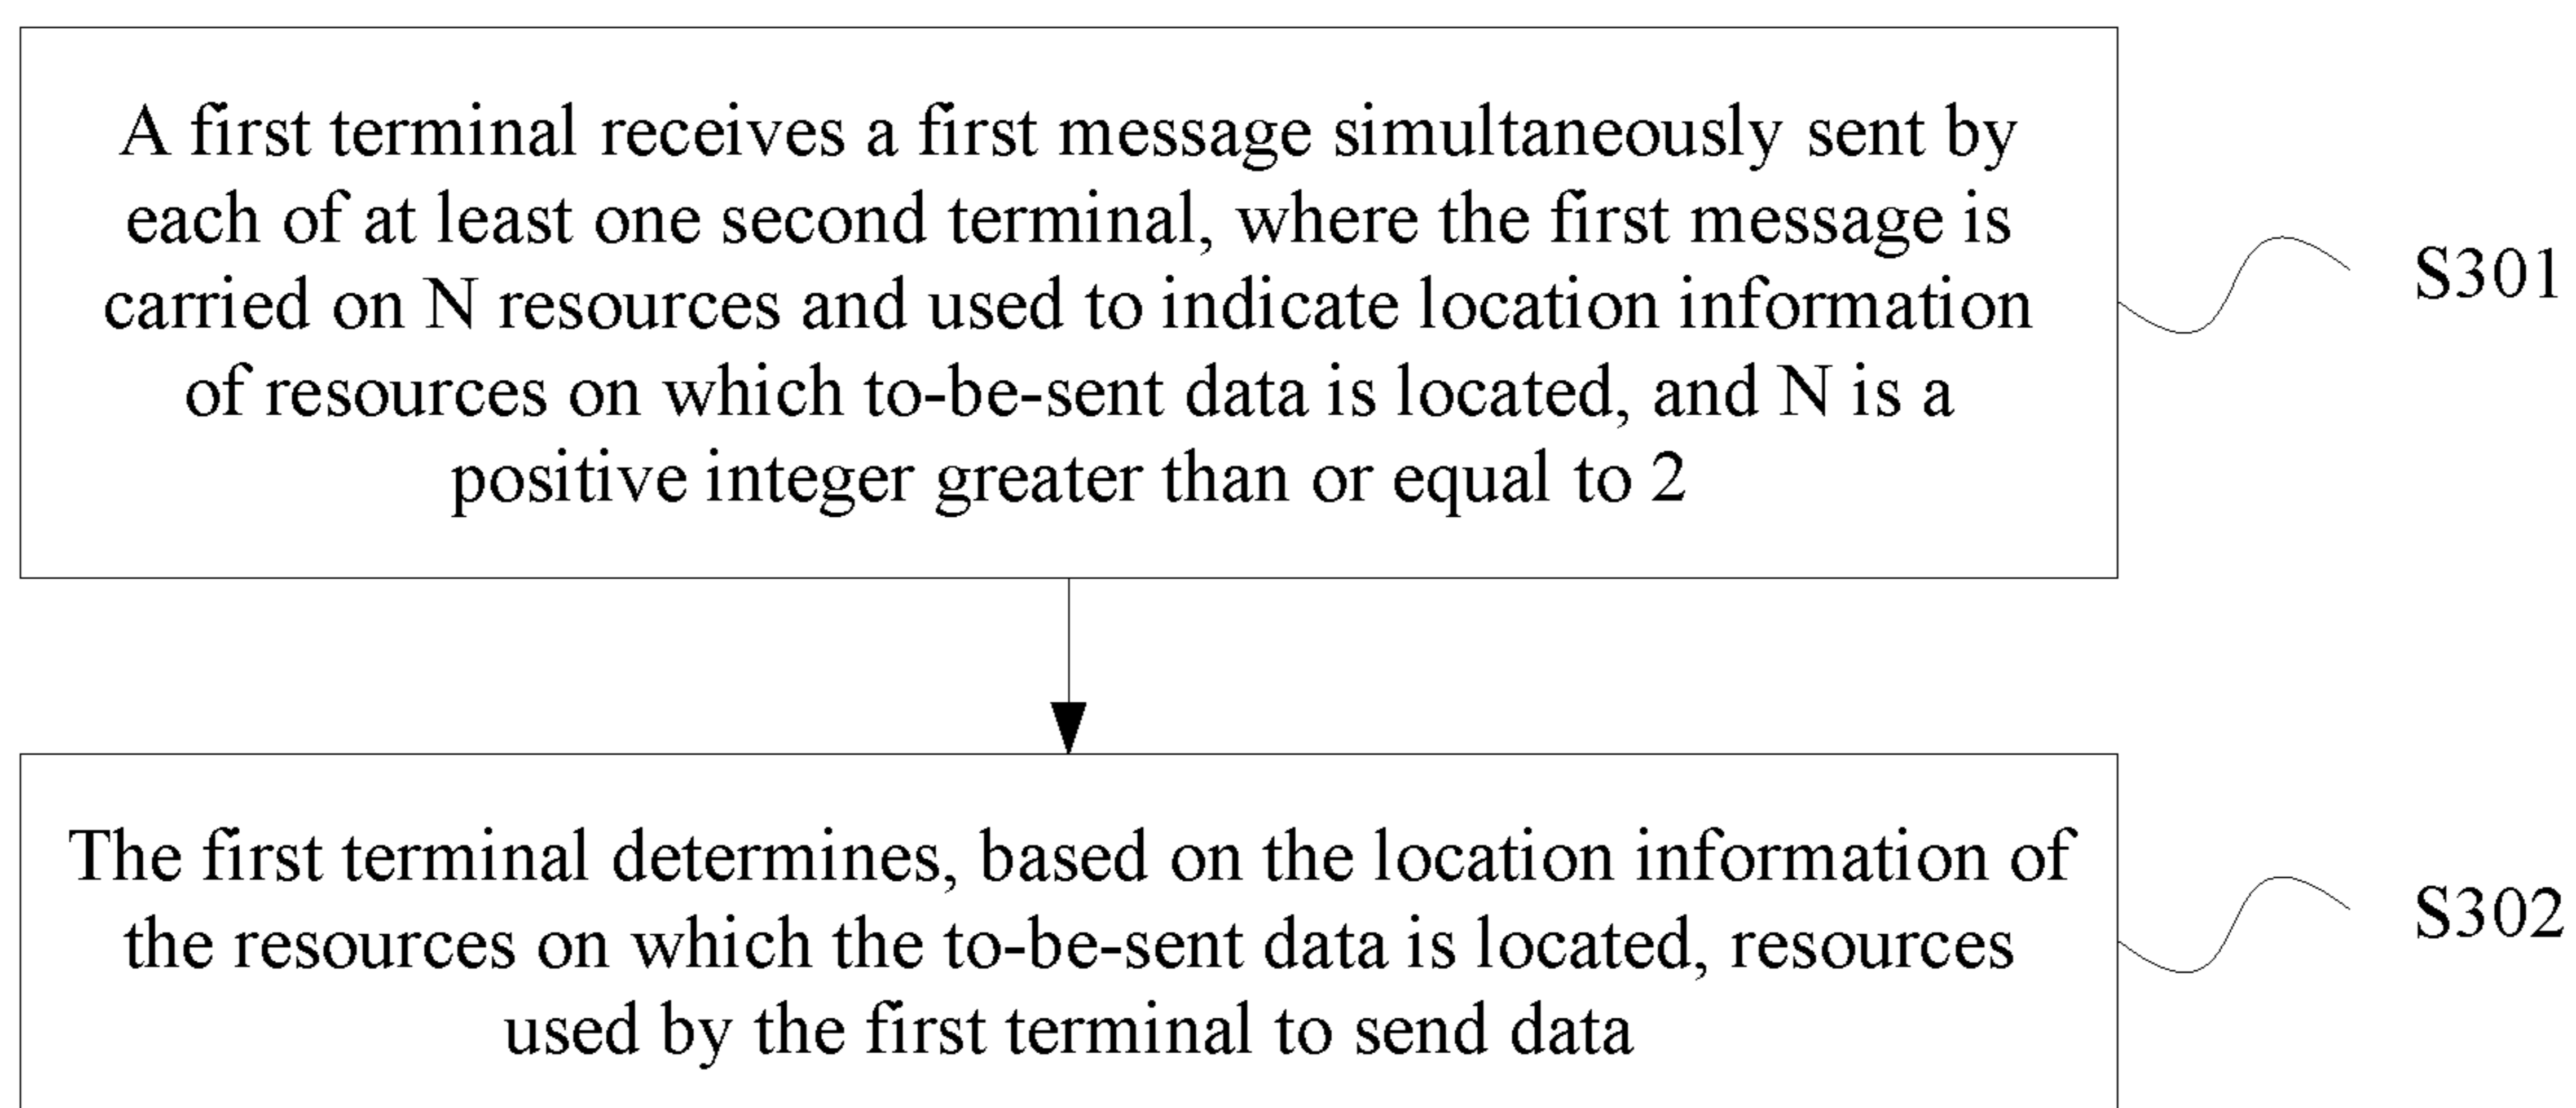 A first terminal receives a first message simultaneously sent by
each of at least one second terminal, where the first message is
carried on N resources and used to indicate location information
of resources on which to-be-sent data is located, and N is a
positive integer greater than or equal to 2
S301
The first terminal determines, based on the location information of
the resources on which the to-be-sent data is located, resources
used by the first terminal to send data
S302